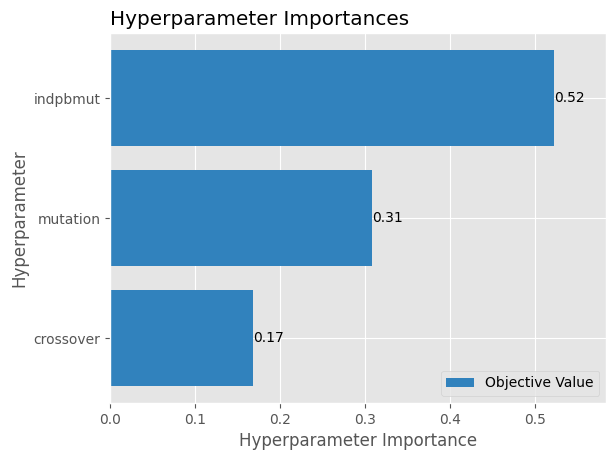 Hyperparameter Importances
Hyperparameter
indpbmut
0.52
mutation
0.31
crossover
0.17
Objective Value
0.0 0.1 0.2 0.3 0.4 0.5
Hyperparameter Importance